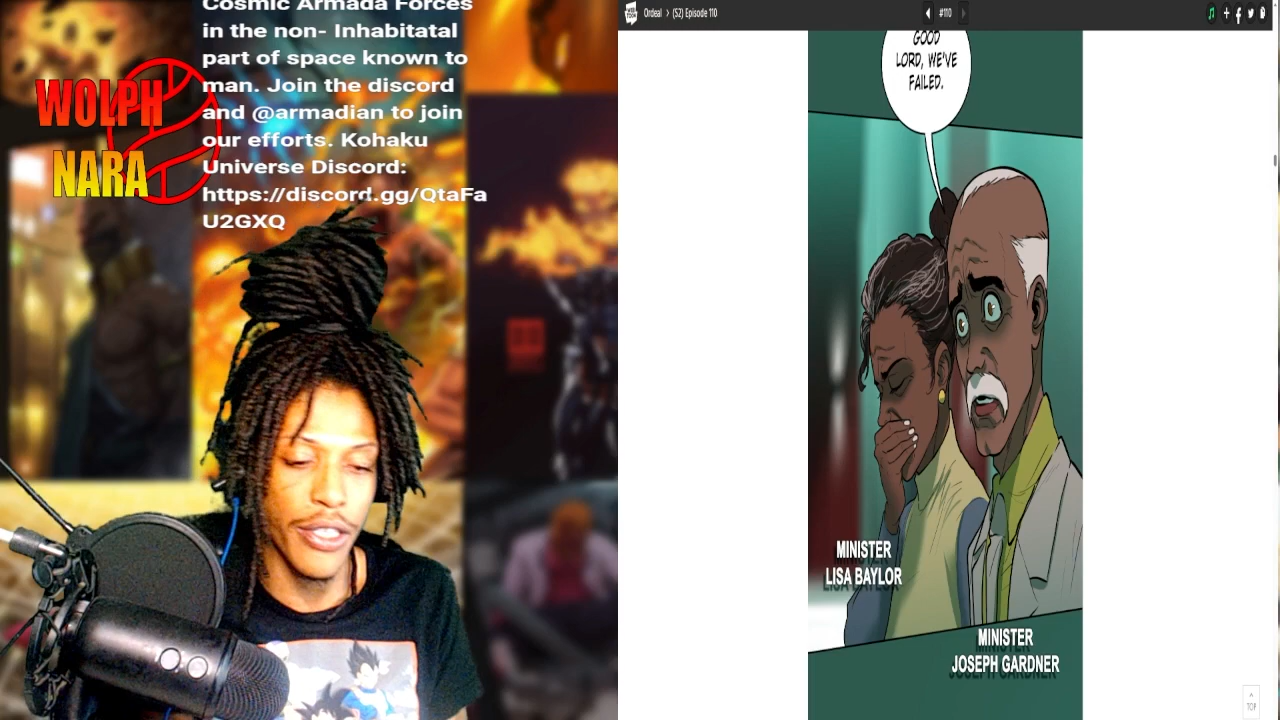 Cosmic Armada Forces
in the non- Inhabitatal
part of space known to
man. Join the discord
and @armadian to join
our efforts. Kohaku
Universe Discord:
https://discord.gg/QtaFa
U2GXQ
WOLPH
NARA
Ordeal > (S2) Episode 110
#110
GOOD
LORD, WE'VE
FAILED.
MINISTER
LISA BAYLOR
MINISTER
JOSEPH GARDNER
TOP